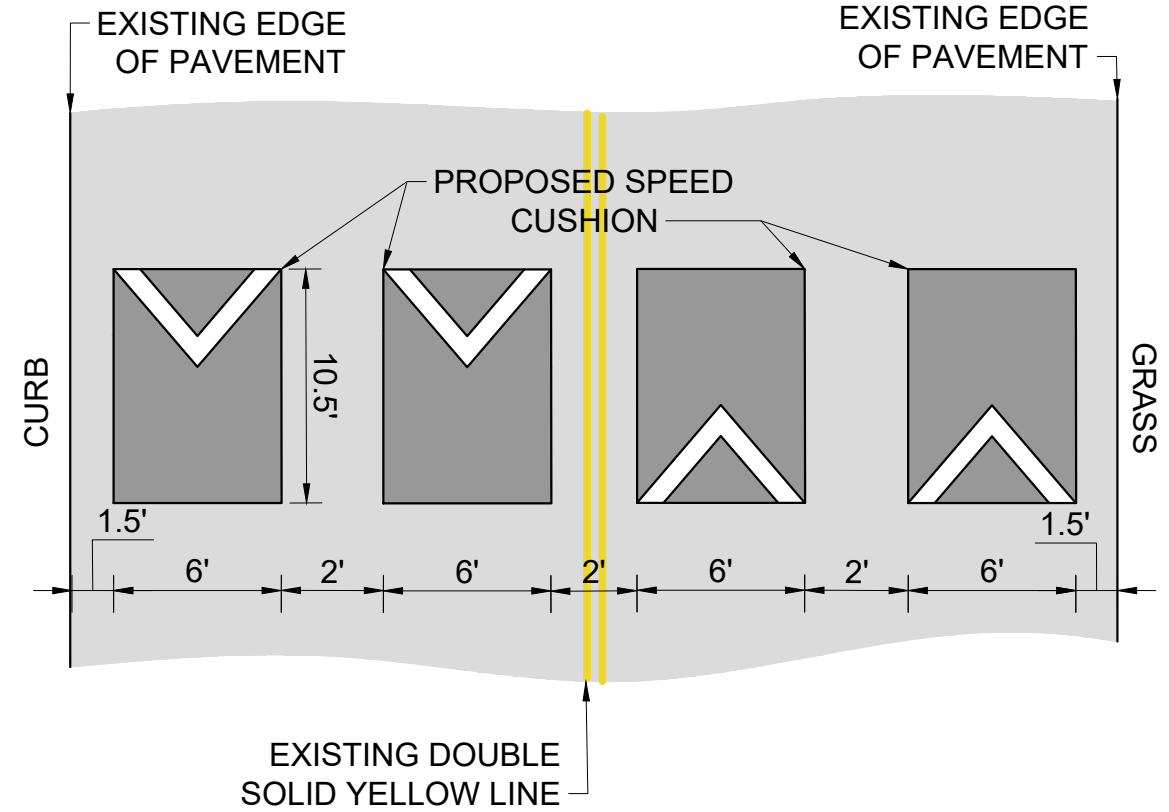 EXISTING EDGE
OF PAVEMENT
EXISTING EDGE
OF PAVEMENT
PROPOSED SPEED
CUSHION
CURB
10.5'
GRASS
1.5'
1.5'
6'
2'
6'
2'
6'
2'
6'
EXISTING DOUBLE
SOLID YELLOW LINE